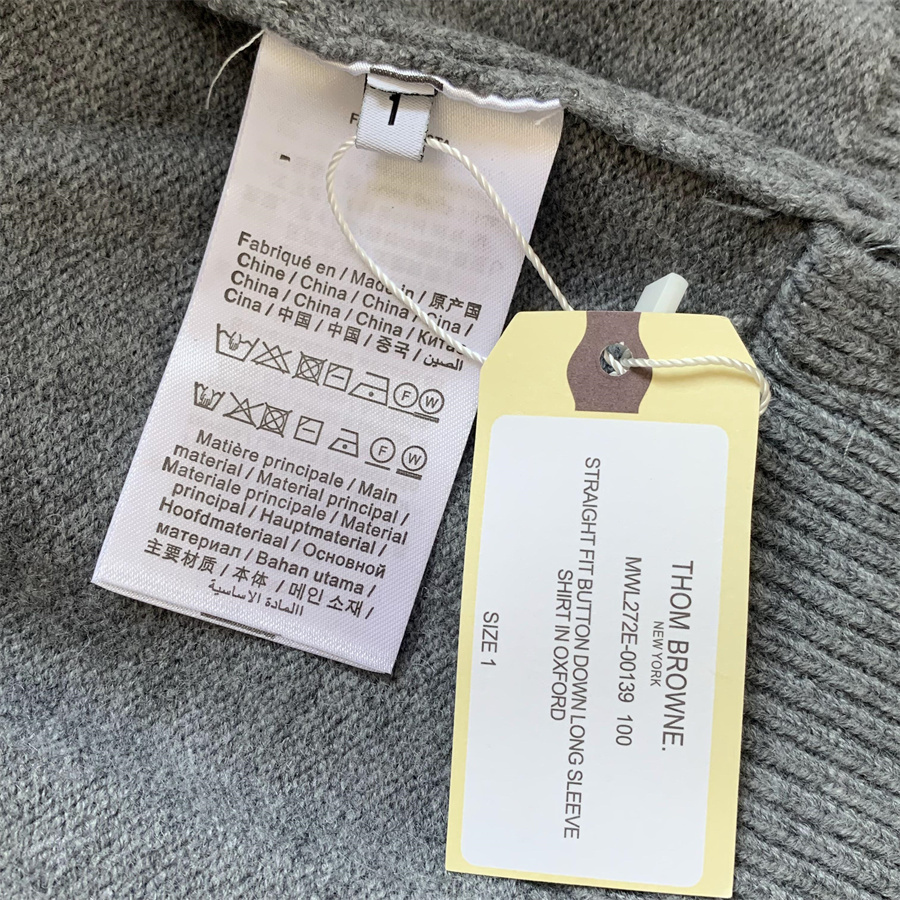 1
Fabriqué en / Made in / 原产国
Chine / China / China / Cina /
China / China / China / Китай
Cina / 中国 / 中国 / 중국 / الصين
F W
F W
Matière principale / Main
material / Material principal /
Materiale principale / Material
principal / Hauptmaterial /
Hoofdmateriaal / Основной
материал / Bahan utama /
主要材质 / 本体 / 메인 소재 /
المادة الاساسية
THOM BROWNE.
NEW YORK
MWL272E-00139 100
STRAIGHT FIT BUTTON DOWN LONG SLEEVE
SHIRT IN OXFORD
SIZE 1